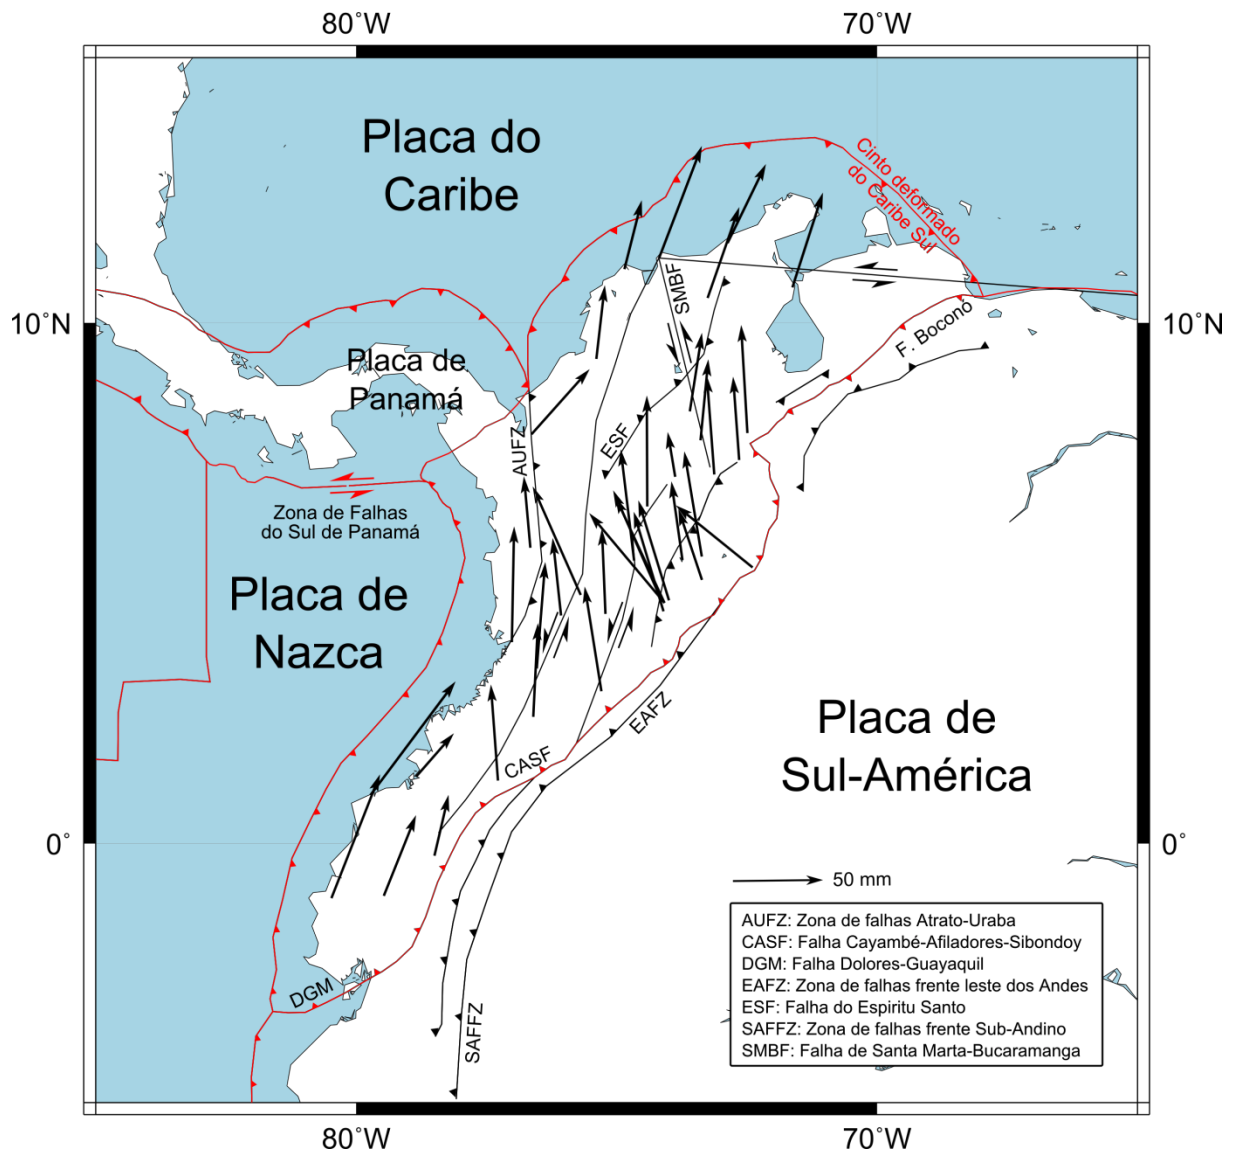 80°W
70°W
Placa do
Caribe
Cinto deformado
do Caribe Sul
SMBF
10°N
10°N
F. Bocono
Placa de
Panamá
AUFZ
ESF
Zona de Falhas
do Sul de Panamá
Placa de
Nazca
EAFZ
Placa de
Sul-América
CASF
0°
0°
50 mm
AUFZ: Zona de falhas Atrato-Uraba
CASF: Falha Cayambé-Afiladores-Sibondoy
DGM: Falha Dolores-Guayaquil
EAFZ: Zona de falhas frente leste dos Andes
ESF: Falha do Espiritu Santo
SAFFZ: Zona de falhas frente Sub-Andino
SMBF: Falha de Santa Marta-Bucaramanga
DGM
SAFFZ
80°W
70°W